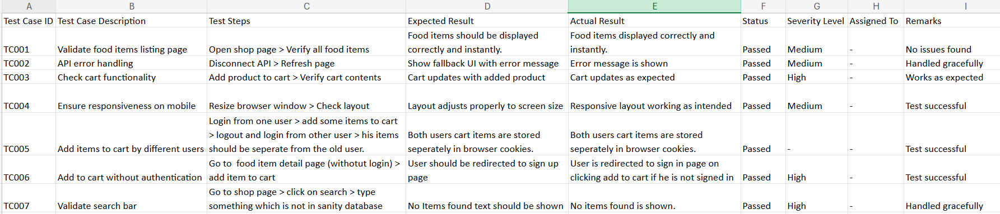 A B C D E F G H I
Test Case ID Test Case Description Test Steps Expected Result Actual Result Status Severity Level Assigned To Remarks
Food items should be displayed Food items displayed correctly and
TC001 Validate food items listing page Open shop page > Verify all food items correctly and instantly. instantly. Passed Medium - No issues found
TC002 API error handling Disconnect API > Refresh page Show fallback UI with error message Error message is shown Passed Medium - Handled gracefully
TC003 Check cart functionality Add product to cart > Verify cart contents Cart updates with added product Cart updates as expected Passed High - Works as expected
TC004 Ensure responsiveness on mobile Resize browser window > Check layout Layout adjusts properly to screen size Responsive layout working as intended Passed Medium - Test successful
Login from one user > add some items to cart
> logout and login from other user > his items Both users cart items are stored Both users cart items are stored
TC005 Add items to cart by different users should be seperate from the old user. seperately in browser cookies. seperately in browser cookies. Passed - - Test successful
Go to  food item detail page (withotut login) > User should be redirected to sign up User is redirected to sign in page on
TC006 Add to cart without authentication add item to cart page clicking add to cart if he is not signed in Passed High - Test successful
Go to shop page > click on search > type
TC007 Validate search bar something which is not in sanity database No Items found text should be shown No items found is shown. Passed High - Handled gracefully